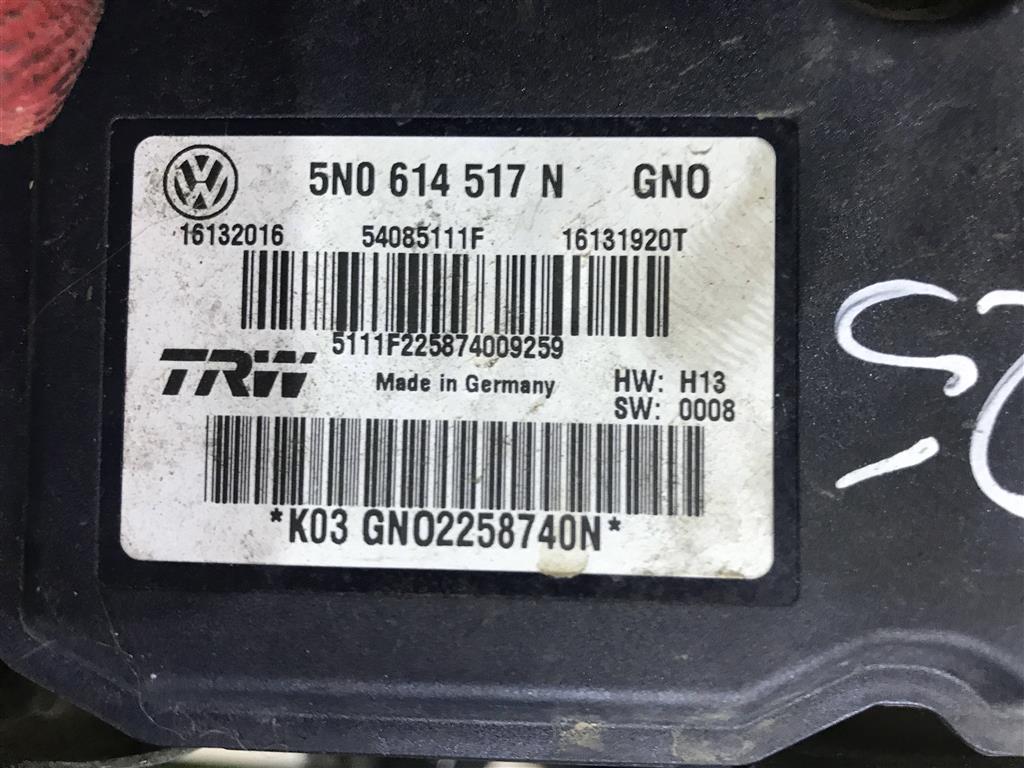 5N0 614 517 N GNO
16132016 54085111F 16131920T
5111F225874009259
TRW Made in Germany HW: H13
SW: 0008
*K03 GNO2258740N*